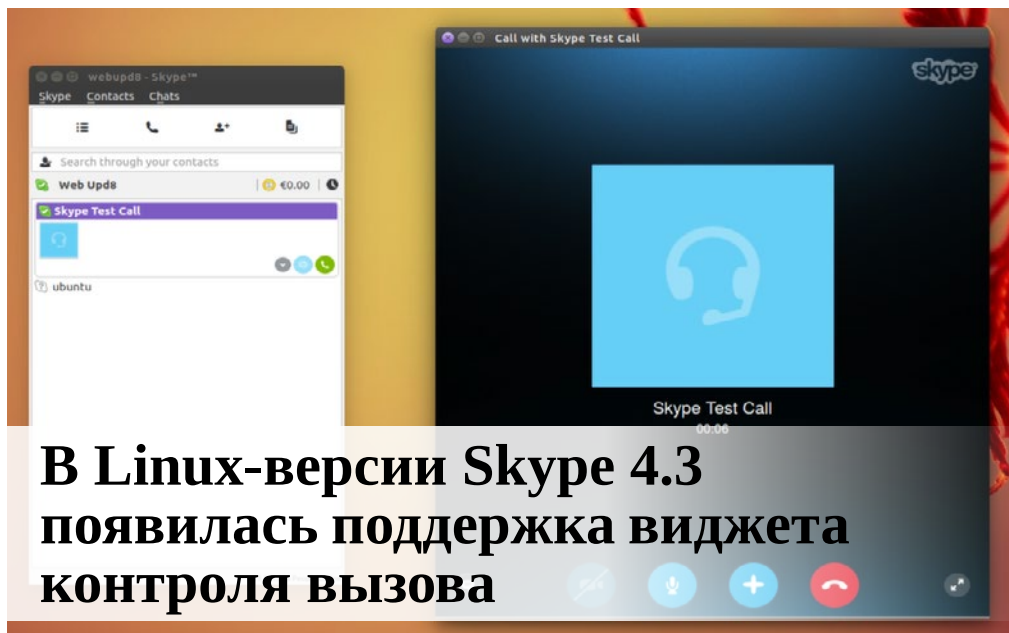 Call with Skype Test Call
skype
webupd8 - Skype™
Skype Contacts Chats
Search through your contacts
Web Upd8 €0.00
Skype Test Call
ubuntu
Skype Test Call
00:06
В Linux-версии Skype 4.3
появилась поддержка виджета
контроля вызова